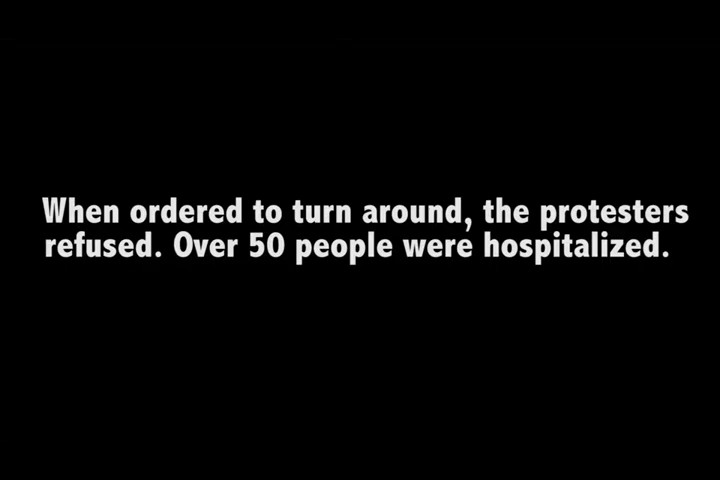 When ordered to turn around, the protesters
refused. Over 50 people were hospitalized.